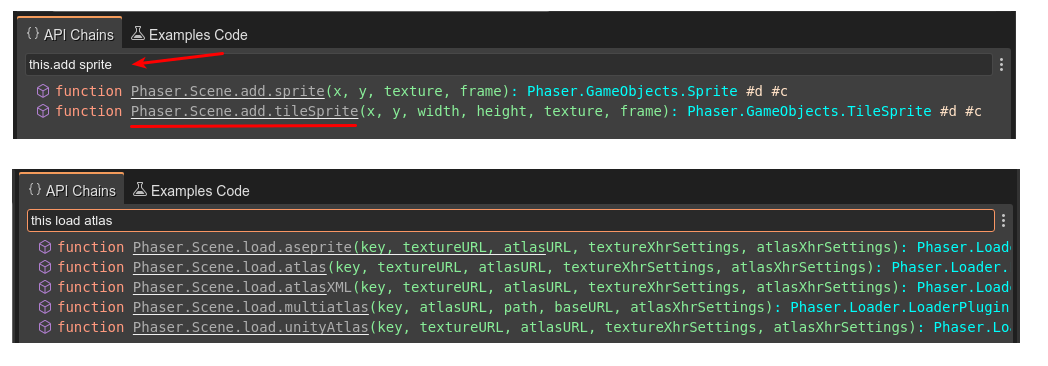 {} API Chains Examples Code
this.add sprite
function Phaser.Scene.add.sprite(x, y, texture, frame): Phaser.GameObjects.Sprite #d #c
function Phaser.Scene.add.tileSprite(x, y, width, height, texture, frame): Phaser.GameObjects.TileSprite #d #c
{} API Chains Examples Code
this load atlas
function Phaser.Scene.load.aseprite(key, textureURL, atlasURL, textureXhrSettings, atlasXhrSettings): Phaser.Load
function Phaser.Scene.load.atlas(key, textureURL, atlasURL, textureXhrSettings, atlasXhrSettings): Phaser.Loader.
function Phaser.Scene.load.atlasXML(key, textureURL, atlasURL, textureXhrSettings, atlasXhrSettings): Phaser.Load
function Phaser.Scene.load.multiatlas(key, atlasURL, path, baseURL, atlasXhrSettings): Phaser.Loader.LoaderPlugin
function Phaser.Scene.load.unityAtlas(key, textureURL, atlasURL, textureXhrSettings, atlasXhrSettings): Phaser.Lo